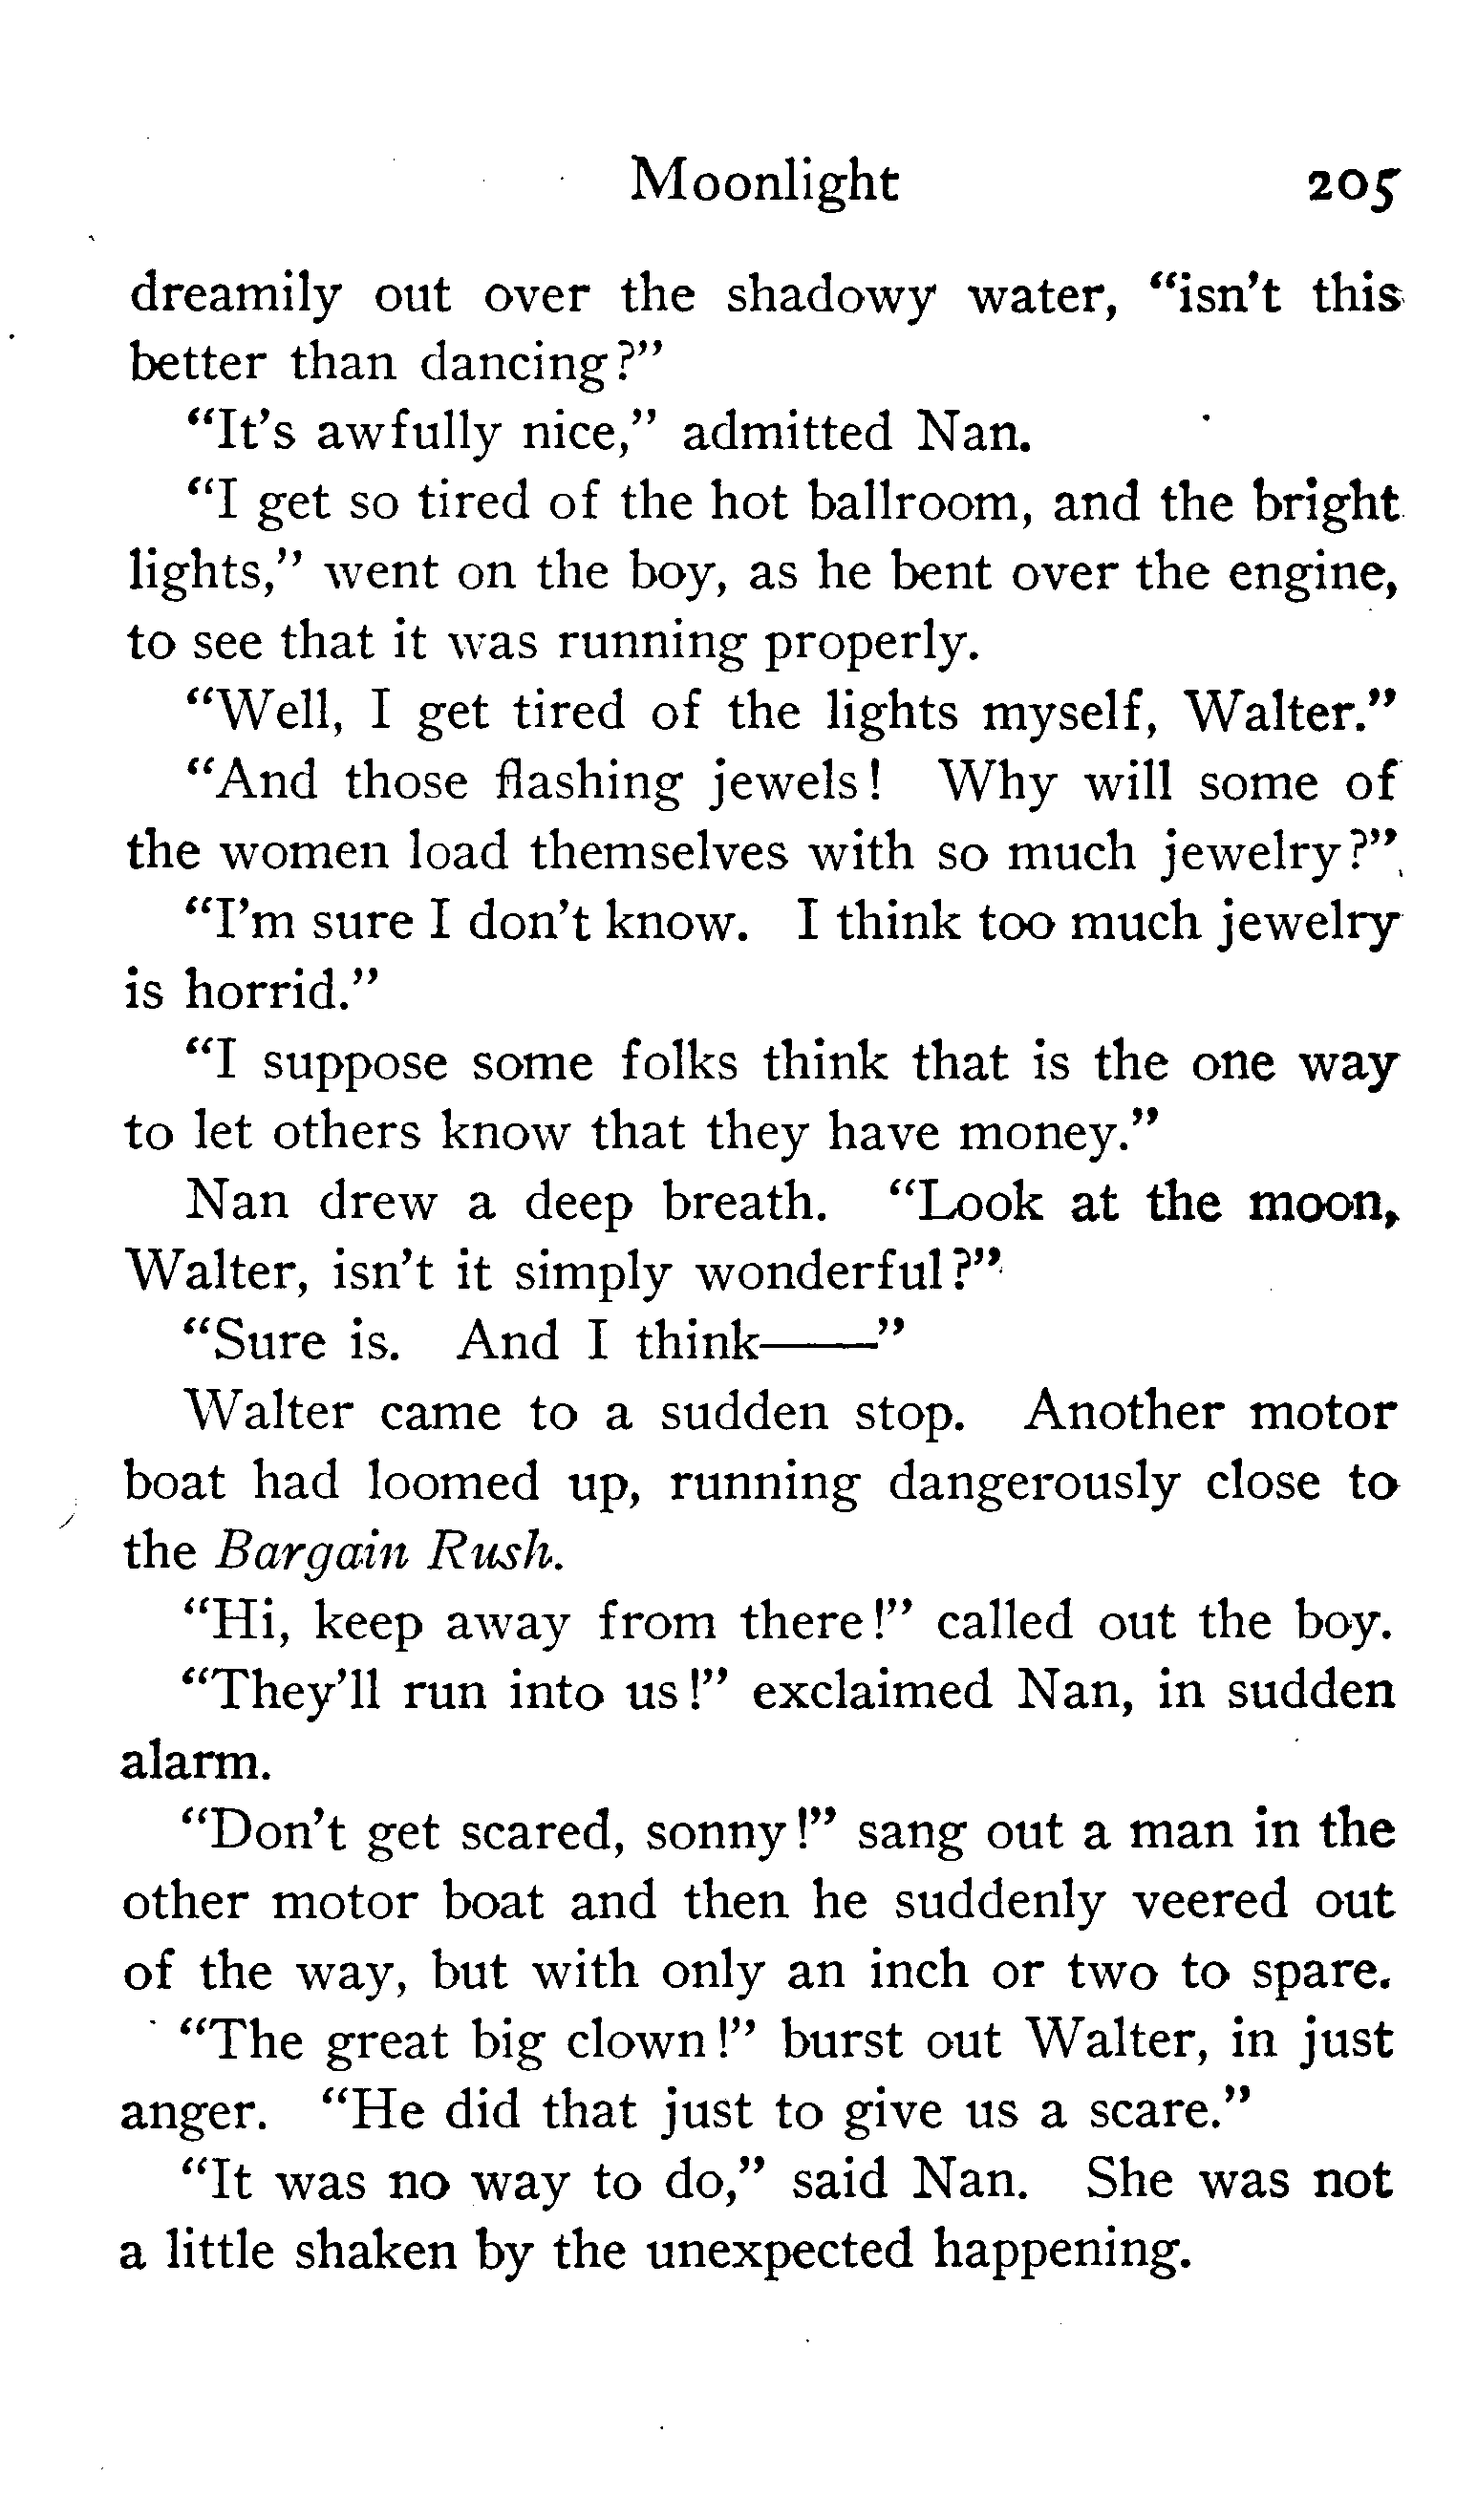 Moonlight 205
dreamily out over the shadowy water, "isn't this
better than dancing?"
"It's awfully nice," admitted Nan.
"I get so tired of the hot ballroom, and the bright
lights," went on the boy, as he bent over the engine,
to see that it was running properly.
"Well, I get tired of the lights myself, Walter."
"And those flashing jewels! Why will some of
the women load themselves with so much jewelry?"
"I'm sure I don't know. I think too much jewelry
is horrid."
"I suppose some folks think that is the one way
to let others know that they have money."
Nan drew a deep breath. "Look at the moon,
Walter, isn't it simply wonderful?"
"Sure is. And I think——"
Walter came to a sudden stop. Another motor
boat had loomed up, running dangerously close to
the Bargain Rush.
"Hi, keep away from there!" called out the boy.
"They'll run into us!" exclaimed Nan, in sudden
alarm.
"Don't get scared, sonny!" sang out a man in the
other motor boat and then he suddenly veered out
of the way, but with only an inch or two to spare.
"The great big clown!" burst out Walter, in just
anger. "He did that just to give us a scare."
"It was no way to do," said Nan. She was not
a little shaken by the unexpected happening.